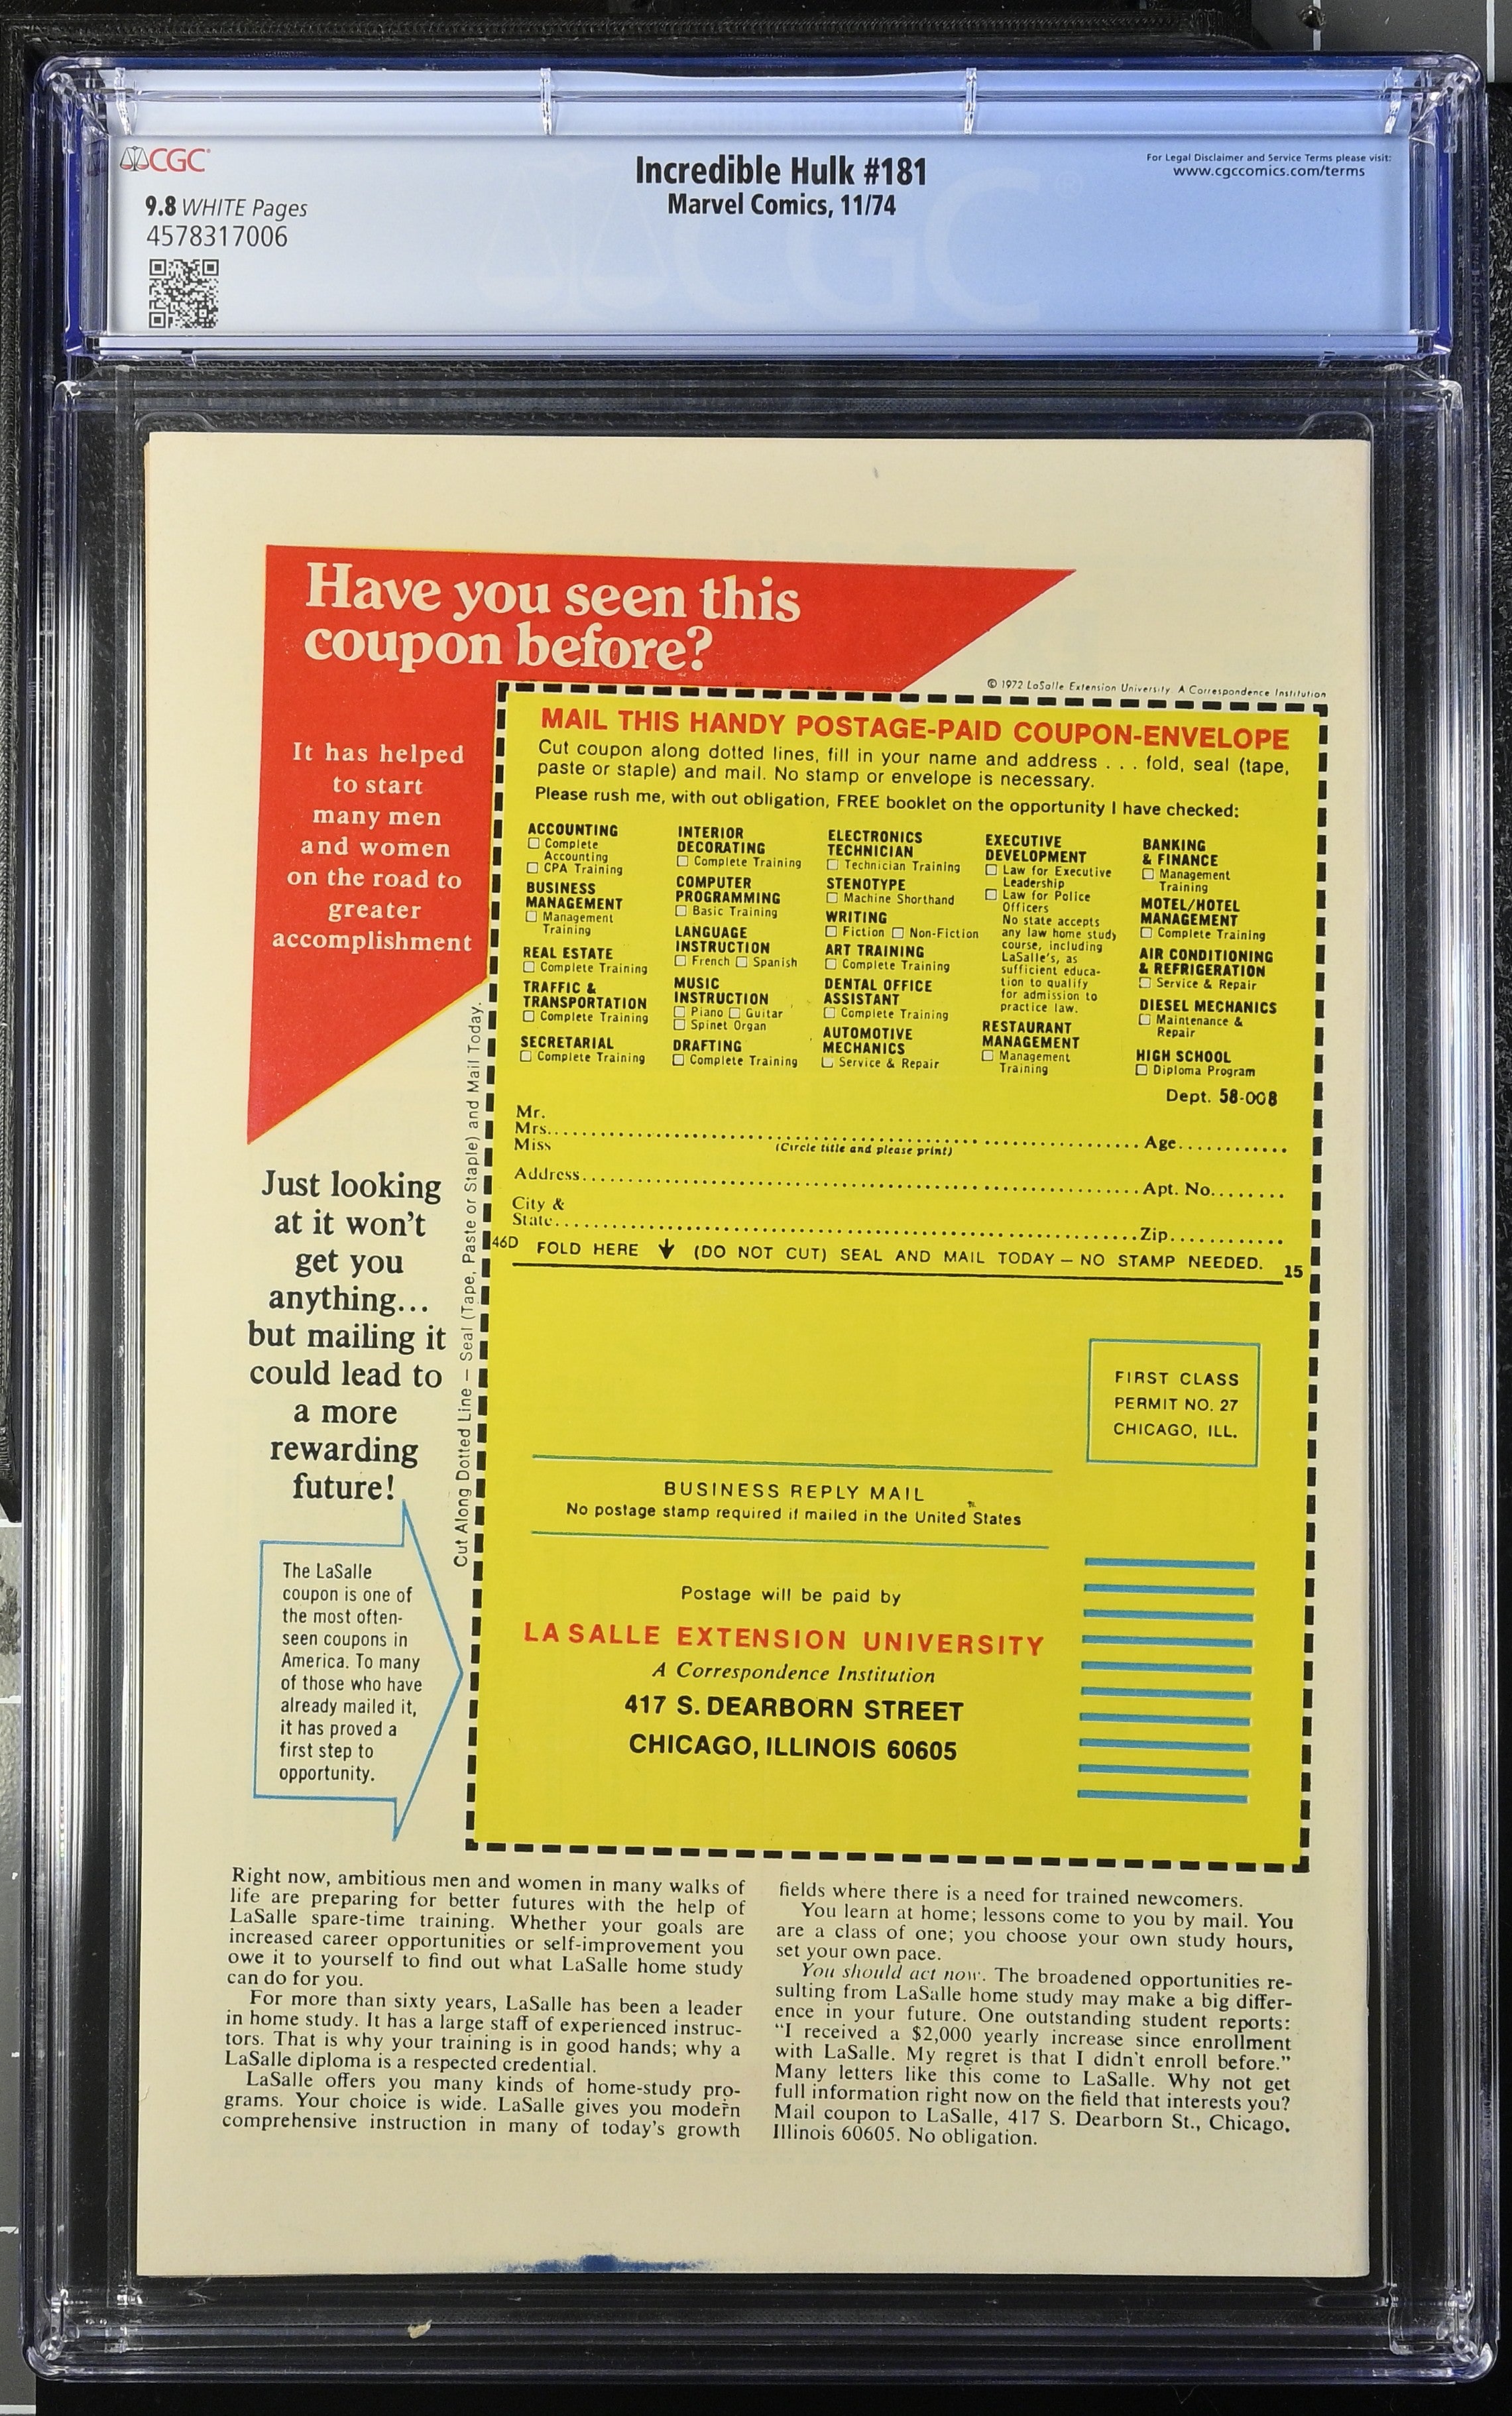 CGC
9.8 WHITE Pages
4578317006
Incredible Hulk #181
Marvel Comics, 11/74
For Legal Disclaimer and Service Terms please visit:
www.cgccomics.com/terms
CGC
Have you seen this
coupon before?
It has helped
to start
many men
and women
on the road to
greater
accomplishment
© 1972 LaSalle Extension University. A Correspondence Institution
MAIL THIS HANDY POSTAGE-PAID COUPON-ENVELOPE
Cut coupon along dotted lines, fill in your name and address . . . fold, seal (tape,
paste or staple) and mail. No stamp or envelope is necessary.
Please rush me, with out obligation, FREE booklet on the opportunity I have checked:
ACCOUNTING
Complete
Accounting
CPA Training
BUSINESS
MANAGEMENT
Management
Training
REAL ESTATE
Complete Training
TRAFFIC &
TRANSPORTATION
Complete Training
SECRETARIAL
Complete Training
INTERIOR
DECORATING
Complete Training
COMPUTER
PROGRAMMING
Basic Training
LANGUAGE
INSTRUCTION
French Spanish
MUSIC
INSTRUCTION
Piano Guitar
Spinet Organ
DRAFTING
Complete Training
ELECTRONICS
TECHNICIAN
Technician Training
STENOTYPE
Machine Shorthand
WRITING
Fiction Non-Fiction
ART TRAINING
Complete Training
DENTAL OFFICE
ASSISTANT
Complete Training
AUTOMOTIVE
MECHANICS
Service & Repair
EXECUTIVE
DEVELOPMENT
Law for Executive
Leadership
Law for Police
Officers
No state accepts
any law home study
course, including
LaSalle's, as
sufficient educa-
tion to qualify
for admission to
practice law.
RESTAURANT
MANAGEMENT
Management
Training
BANKING
& FINANCE
Management
Training
MOTEL/HOTEL
MANAGEMENT
Complete Training
AIR CONDITIONING
& REFRIGERATION
Service & Repair
DIESEL MECHANICS
Maintenance &
Repair
HIGH SCHOOL
Diploma Program
Dept. 58-008
Mr.
Mrs. Age
Miss (Circle title and please print)
Address Apt. No.
City &
State Zip
46D FOLD HERE (DO NOT CUT) SEAL AND MAIL TODAY — NO STAMP NEEDED. 15
Cut Along Dotted Line — Seal (Tape, Paste or Staple) and Mail Today.
FIRST CLASS
PERMIT NO. 27
CHICAGO, ILL.
BUSINESS REPLY MAIL
No postage stamp required if mailed in the United States
Postage will be paid by
LA SALLE EXTENSION UNIVERSITY
A Correspondence Institution
417 S. DEARBORN STREET
CHICAGO, ILLINOIS 60605
Just looking
at it won't
get you
anything...
but mailing it
could lead to
a more
rewarding
future!
The LaSalle
coupon is one of
the most often-
seen coupons in
America. To many
of those who have
already mailed it,
it has proved a
first step to
opportunity.
Right now, ambitious men and women in many walks of
life are preparing for better futures with the help of
LaSalle spare-time training. Whether your goals are
increased career opportunities or self-improvement you
owe it to yourself to find out what LaSalle home study
can do for you.
For more than sixty years, LaSalle has been a leader
in home study. It has a large staff of experienced instruc-
tors. That is why your training is in good hands; why a
LaSalle diploma is a respected credential.
LaSalle offers you many kinds of home-study pro-
grams. Your choice is wide. LaSalle gives you modern
comprehensive instruction in many of today's growth
fields where there is a need for trained newcomers.
You learn at home; lessons come to you by mail. You
are a class of one; you choose your own study hours,
set your own pace.
You should act now. The broadened opportunities re-
sulting from LaSalle home study may make a big differ-
ence in your future. One outstanding student reports:
"I received a $2,000 yearly increase since enrollment
with LaSalle. My regret is that I didn't enroll before."
Many letters like this come to LaSalle. Why not get
full information right now on the field that interests you?
Mail coupon to LaSalle, 417 S. Dearborn St., Chicago,
Illinois 60605. No obligation.